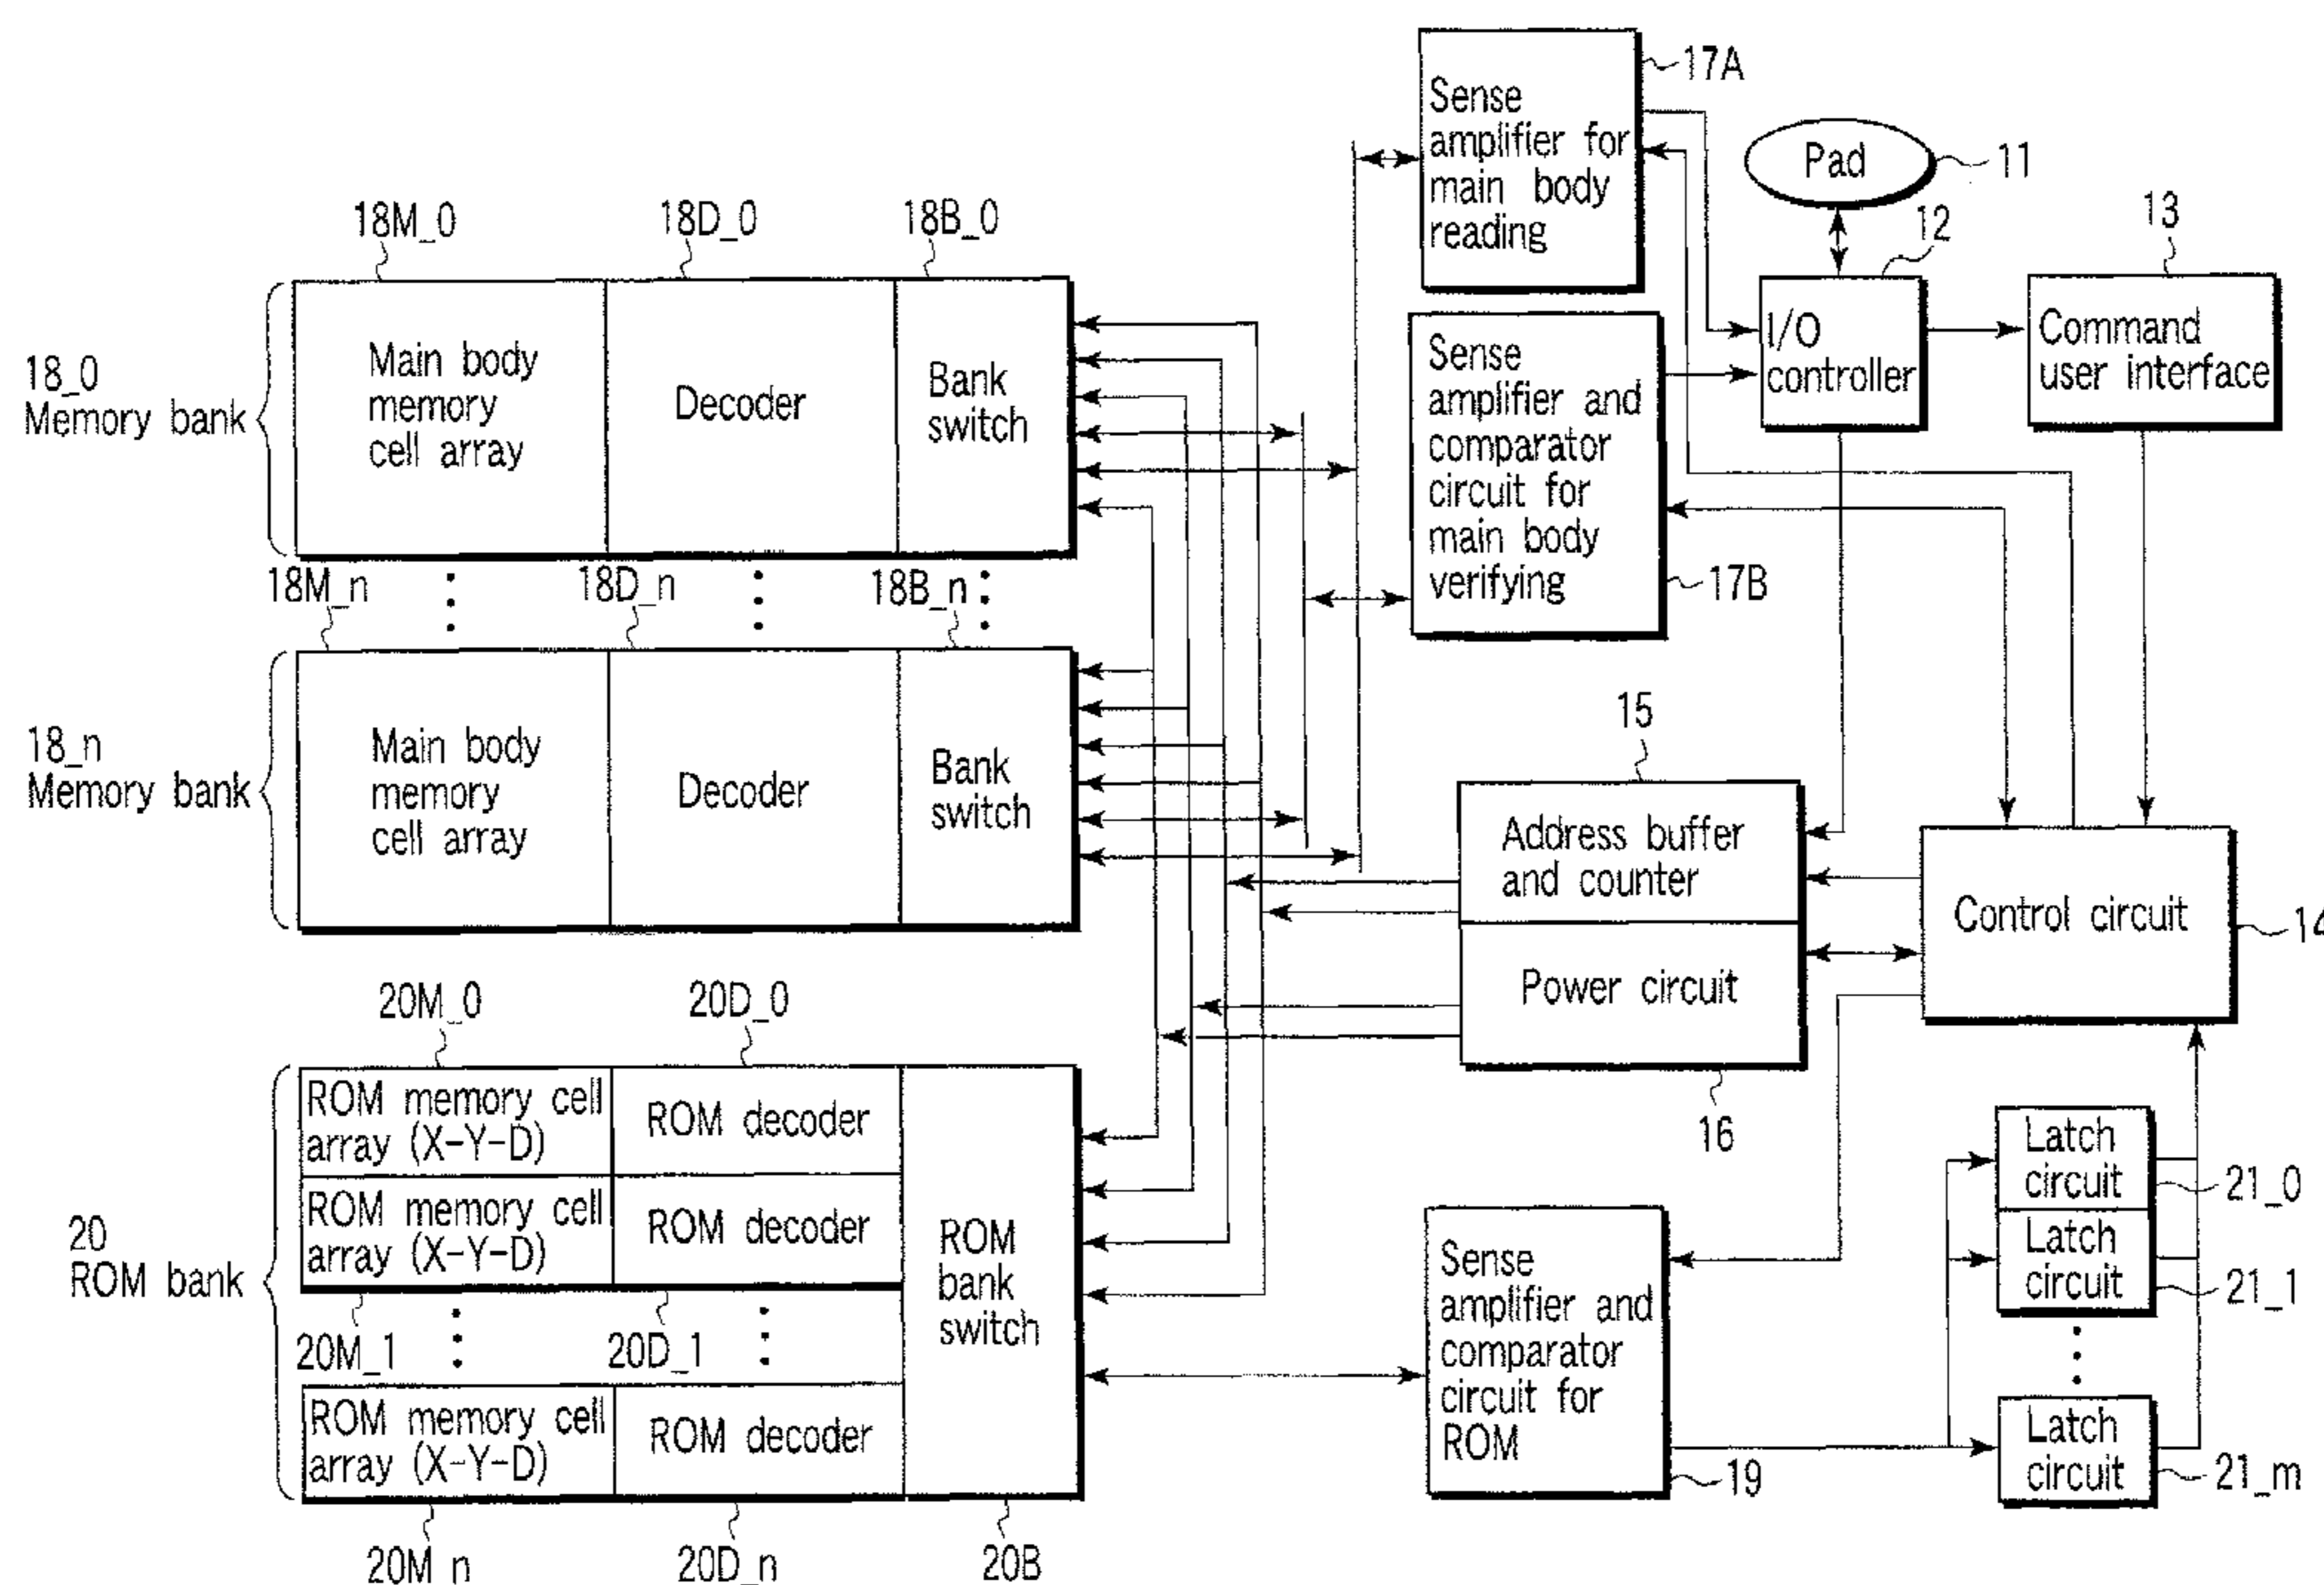 17A
Sense
amplifier for
main body
reading
Pad
11
12
13
I/O
controller
Command
user interface
18M_0
18D_0
18B_0
18_0
Memory bank
Main body
memory
cell array
Decoder
Bank
switch
Sense
amplifier and
comparator
circuit for
main body
verifying
17B
18M_n
18D_n
18B_n
18_n
Memory bank
Main body
memory
cell array
Decoder
Bank
switch
15
Address buffer
and counter
Power circuit
16
Control circuit
14
20M_0
20D_0
20
ROM bank
ROM memory cell
array (X-Y-D)
ROM decoder
ROM memory cell
array (X-Y-D)
ROM decoder
20M_1
20D_1
ROM memory cell
array (X-Y-D)
ROM decoder
ROM
bank
switch
20M_n
20D_n
20B
Sense
amplifier and
comparator
circuit for
ROM
19
Latch
circuit
21_0
Latch
circuit
21_1
Latch
circuit
21_m